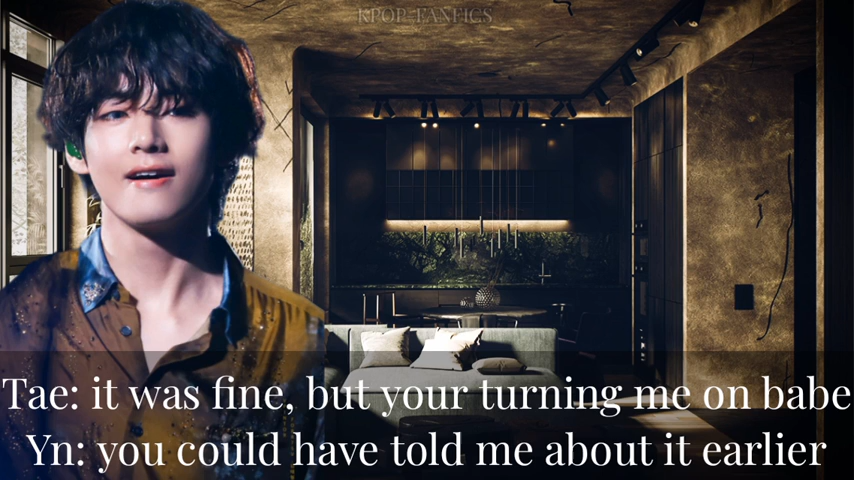 KPOP-FANFICS
Tae: it was fine, but your turning me on babe
Yn: you could have told me about it earlier